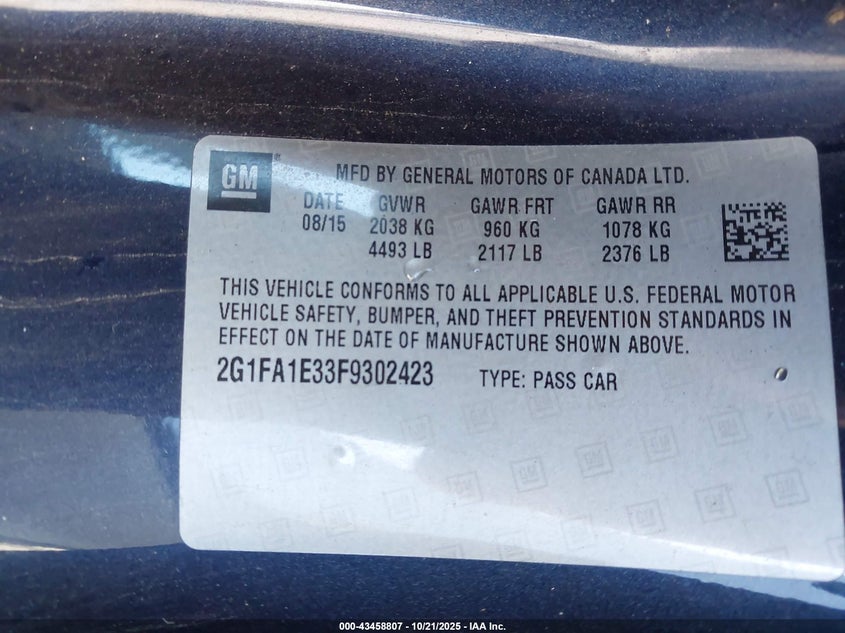 GM ® MFD BY GENERAL MOTORS OF CANADA LTD.
DATE GVWR GAWR FRT GAWR RR
08/15 2038 KG 960 KG 1078 KG
4493 LB 2117 LB 2376 LB
THIS VEHICLE CONFORMS TO ALL APPLICABLE U.S. FEDERAL MOTOR
VEHICLE SAFETY, BUMPER, AND THEFT PREVENTION STANDARDS IN
EFFECT ON THE DATE OF MANUFACTURE SHOWN ABOVE.
2G1FA1E33F9302423 TYPE: PASS CAR
000-43458807 - 10/21/2025 - IAA Inc.